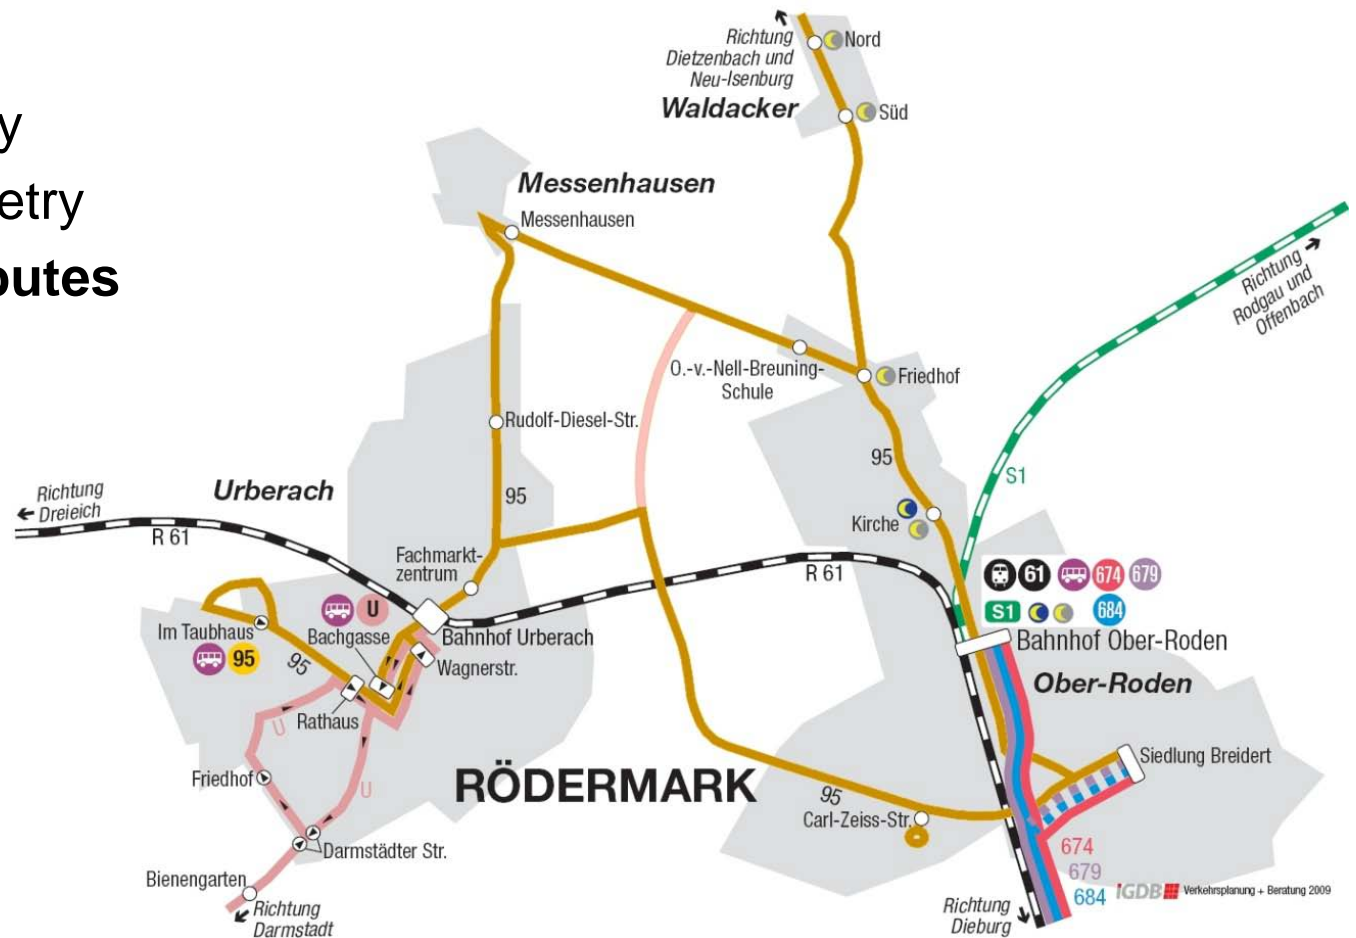 y
etry
outes
Richtung
Dietzenbach und
Neu-Isenburg
Nord
Waldacker
Süd
Messenhausen
Messenhausen
Richtung
Rodgau und
Offenbach
O.-v.-Nell-Breuning-
Schule
Friedhof
Rudolf-Diesel-Str.
95
S1
Urberach
95
Richtung
Dreieich
R 61
Kirche
Fachmarkt-
zentrum
R 61
61 674 679
S1 684
U
Im Taubhaus
Bachgasse
Bahnhof Urberach
Bahnhof Ober-Roden
95
95
Wagnerstr.
Ober-Roden
Rathaus
U
Siedlung Breidert
Friedhof
U
RÖDERMARK
95
Carl-Zeiss-Str.
Darmstädter Str.
674
679
684
Bienengarten
iGDB Verkehrsplanung + Beratung 2009
Richtung
Darmstadt
Richtung
Dieburg